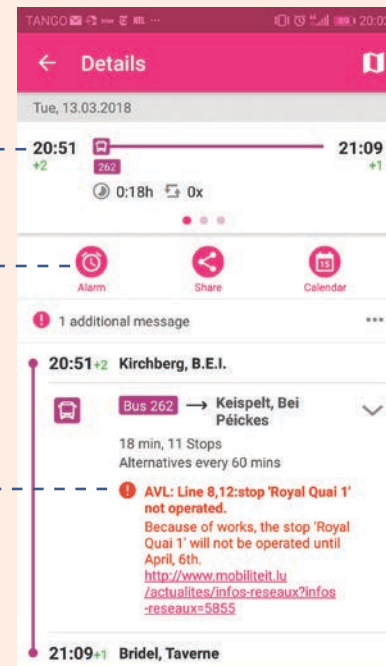 TANGO 20:02
Details
Tue, 13.03.2018
20:51 21:09
+2 262 +1
0:18h 0x
15
Alarm Share Calendar
1 additional message
20:51+2 Kirchberg, B.E.I.
Bus 262 → Keispelt, Bei
Péickes
18 min, 11 Stops
Alternatives every 60 mins
AVL: Line 8,12:stop 'Royal Quai 1'
not operated.
Because of works, the stop 'Royal
Quai 1' will not be operated until
April, 6th.
http://www.mobiliteit.lu
/actualites/infos-reseaux?infos
-reseaux=5855
21:09+1 Bridel, Taverne